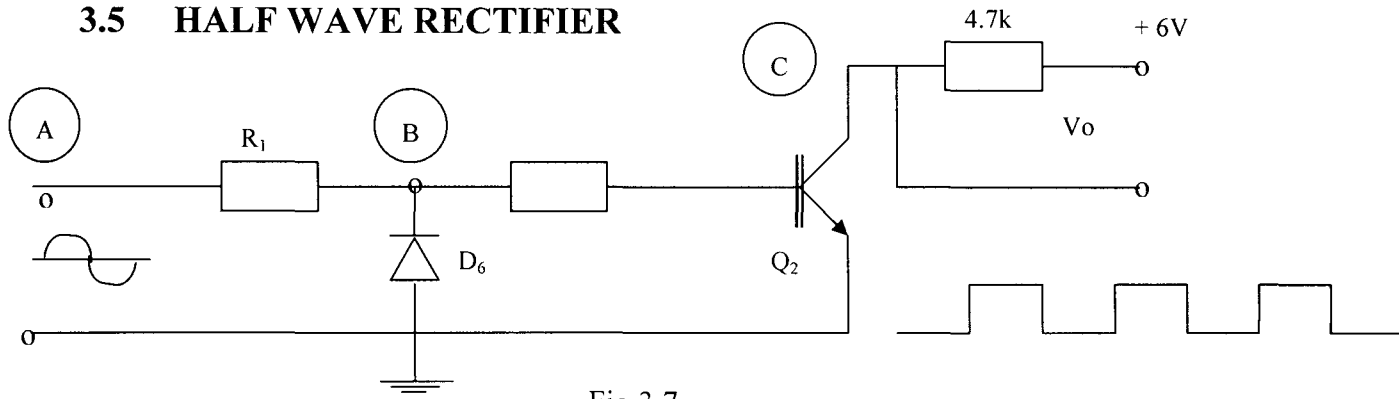 3.5 HALF WAVE RECTIFIER
4.7k
+ 6V
C
A
B
R₁
Vo
D₆
Q₂
Fig 3.7